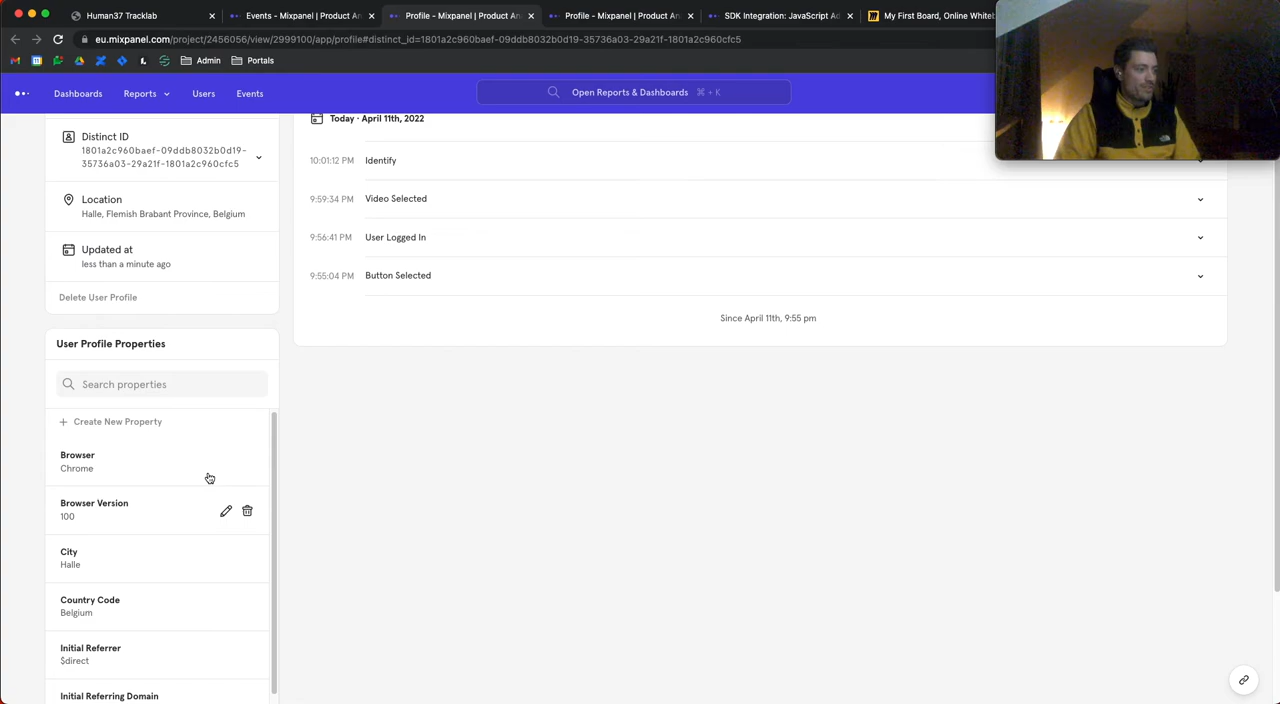 Human37 Tracklab
Events - Mixpanel | Product An
Profile - Mixpanel | Product An
Profile - Mixpanel | Product An
SDK Integration: JavaScript Ad
My First Board, Online Whiteb
eu.mixpanel.com/project/2456056/view/2999100/app/profile#distinct_id=1801a2c960baef-09ddb8032b0d19-35736a03-29a21f-1801a2c960cfc5
Admin
Portals
Dashboards
Reports
Users
Events
Open Reports & Dashboards ⌘ + K
Distinct ID
1801a2c960baef-09ddb8032b0d19-
35736a03-29a21f-1801a2c960cfc5
Location
Halle, Flemish Brabant Province, Belgium
Updated at
less than a minute ago
Delete User Profile
Today · April 11th, 2022
10:01:12 PM Identify
9:59:34 PM Video Selected
9:56:41 PM User Logged In
9:55:04 PM Button Selected
Since April 11th, 9:55 pm
User Profile Properties
Search properties
+ Create New Property
Browser
Chrome
Browser Version
100
City
Halle
Country Code
Belgium
Initial Referrer
$direct
Initial Referring Domain